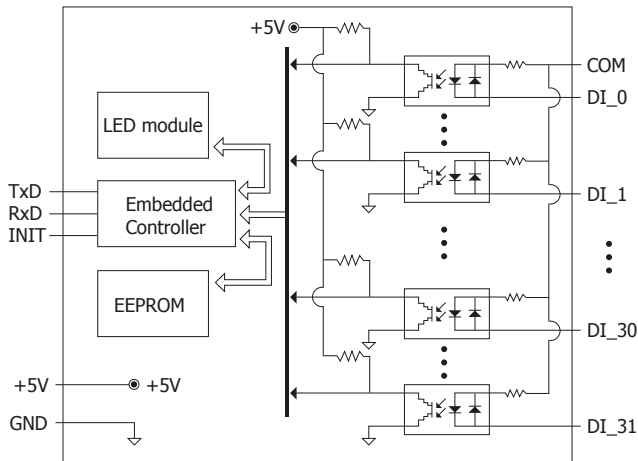 +5V
COM
DI_0
LED module
DI_1
TxD
RxD
INIT
Embedded
Controller
EEPROM
DI_30
+5V
+5V
GND
DI_31